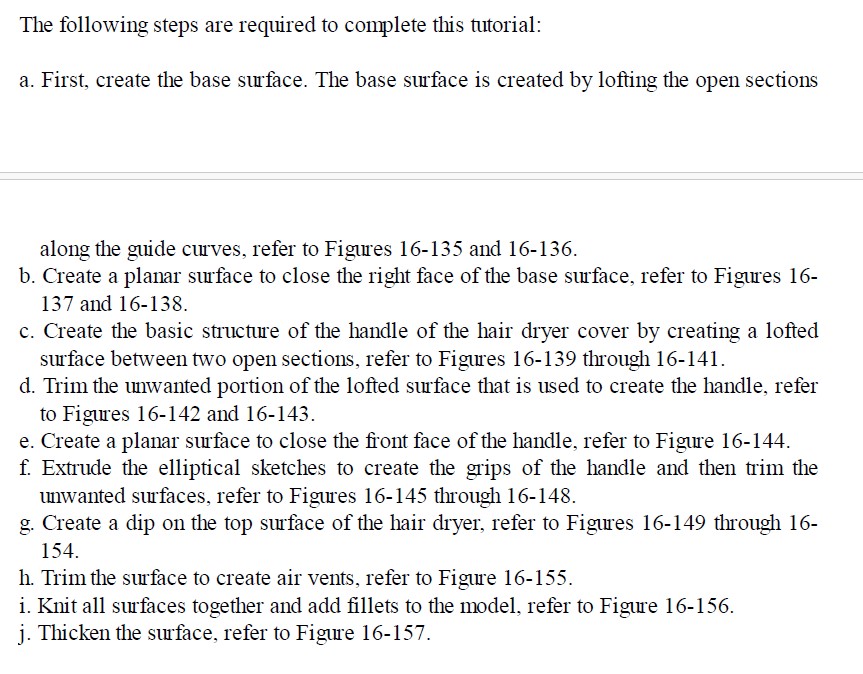 The following steps are required to complete this tutorial:
a. First, create the base surface. The base surface is created by lofting the open sections
along the guide curves, refer to Figures 16-135 and 16-136.
b. Create a planar surface to close the right face of the base surface, refer to Figures 16-
137 and 16-138.
c. Create the basic structure of the handle of the hair dryer cover by creating a lofted
surface between two open sections, refer to Figures 16-139 through 16-141.
d. Trim the unwanted portion of the lofted surface that is used to create the handle, refer
to Figures 16-142 and 16-143.
e. Create a planar surface to close the front face of the handle, refer to Figure 16-144.
f. Extrude the elliptical sketches to create the grips of the handle and then trim the
unwanted surfaces, refer to Figures 16-145 through 16-148.
g. Create a dip on the top surface of the hair dryer, refer to Figures 16-149 through 16-
154.
h. Trim the surface to create air vents, refer to Figure 16-155.
i. Knit all surfaces together and add fillets to the model, refer to Figure 16-156.
j. Thicken the surface, refer to Figure 16-157.